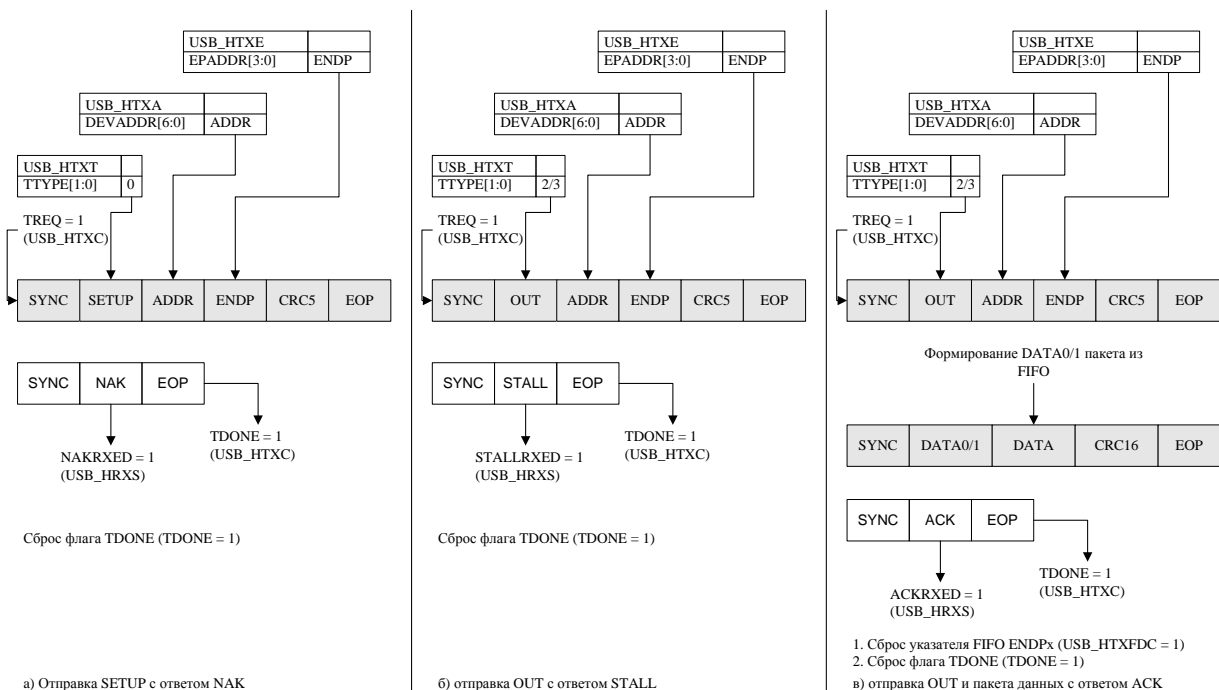 USB_HTXE
EPADDR[3:0] ENDP
USB_HTXA
DEVADDR[6:0] ADDR
USB_HTXT
TTYPE[1:0] 0
TREQ = 1
(USB_HTXC)
SYNC SETUP ADDR ENDP CRC5 EOP
SYNC NAK EOP
NAKRXED = 1
(USB_HRXS)
TDONE = 1
(USB_HTXC)
Сброс флага TDONE (TDONE = 1)
а) Отправка SETUP с ответом NAK
USB_HTXE
EPADDR[3:0] ENDP
USB_HTXA
DEVADDR[6:0] ADDR
USB_HTXT
TTYPE[1:0] 2/3
TREQ = 1
(USB_HTXC)
SYNC OUT ADDR ENDP CRC5 EOP
SYNC STALL EOP
STALLRXED = 1
(USB_HRXS)
TDONE = 1
(USB_HTXC)
Сброс флага TDONE (TDONE = 1)
б) отправка OUT с ответом STALL
USB_HTXE
EPADDR[3:0] ENDP
USB_HTXA
DEVADDR[6:0] ADDR
USB_HTXT
TTYPE[1:0] 2/3
TREQ = 1
(USB_HTXC)
SYNC OUT ADDR ENDP CRC5 EOP
Формирование DATA0/1 пакета из
FIFO
SYNC DATA0/1 DATA CRC16 EOP
SYNC ACK EOP
ACKRXED = 1
(USB_HRXS)
TDONE = 1
(USB_HTXC)
1. Сброс указателя FIFO ENDPx (USB_HTXFDC = 1)
2. Сброс флага TDONE (TDONE = 1)
в) отправка OUT и пакета данных с ответом ACK